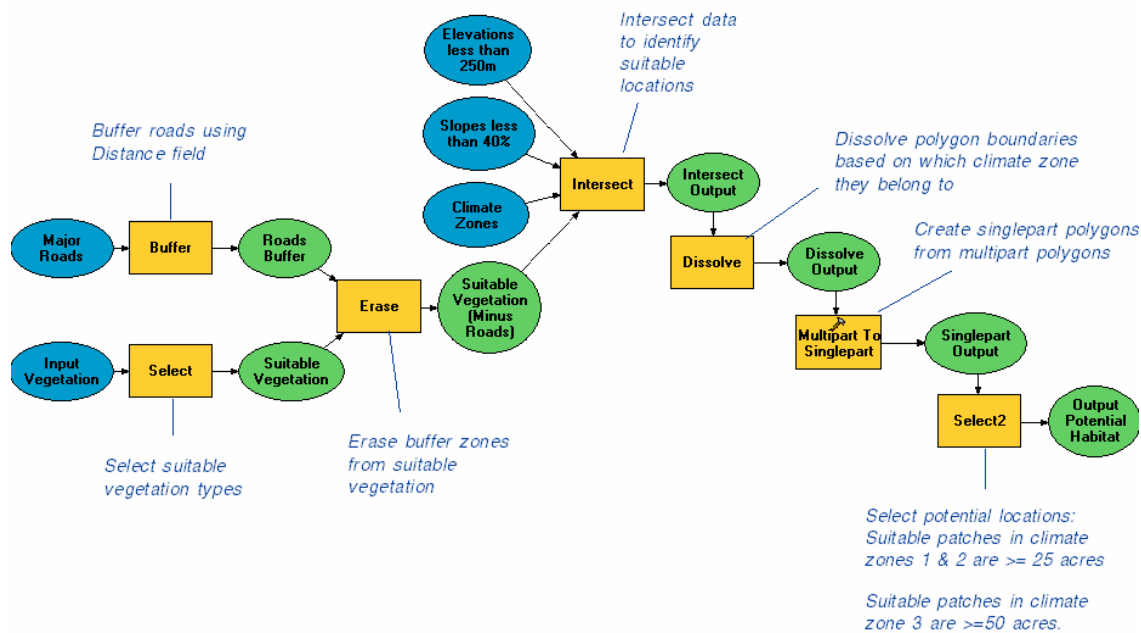 Elevations
less than
250m
Intersect data
to identify
suitable
locations
Buffer roads using
Distance field
Slopes less
than 40%
Dissolve polygon boundaries
based on which climate zone
they belong to
Intersect
Intersect
Output
Climate
Zones
Create singlepart polygons
from multipart polygons
Major
Roads
Buffer
Roads
Buffer
Dissolve
Dissolve
Output
Erase
Suitable
Vegetation
(Minus
Roads)
Multipart To
Singlepart
Singlepart
Output
Input
Vegetation
Select
Suitable
Vegetation
Select2
Output
Potential
Habitat
Select suitable
vegetation types
Erase buffer zones
from suitable
vegetation
Select potential locations:
Suitable patches in climate
zones 1 & 2 are >= 25 acres
Suitable patches in climate
zone 3 are >=50 acres.